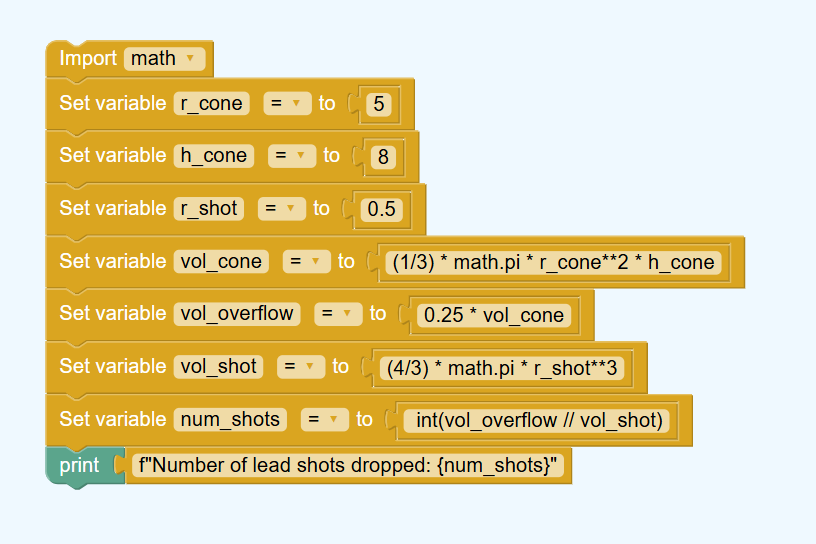 Import math
Set variable r_cone = to 5
Set variable h_cone = to 8
Set variable r_shot = to 0.5
Set variable vol_cone = to (1/3) * math.pi * r_cone**2 * h_cone
Set variable vol_overflow = to 0.25 * vol_cone
Set variable vol_shot = to (4/3) * math.pi * r_shot**3
Set variable num_shots = to int(vol_overflow // vol_shot)
print f"Number of lead shots dropped: {num_shots}"